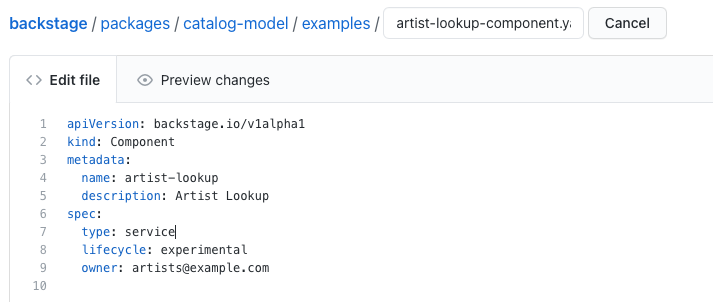 backstage / packages / catalog-model / examples / artist-lookup-component.ya Cancel
Edit file Preview changes
1 apiVersion: backstage.io/v1alpha1
2 kind: Component
3 metadata:
4 name: artist-lookup
5 description: Artist Lookup
6 spec:
7 type: service
8 lifecycle: experimental
9 owner: artists@example.com
10